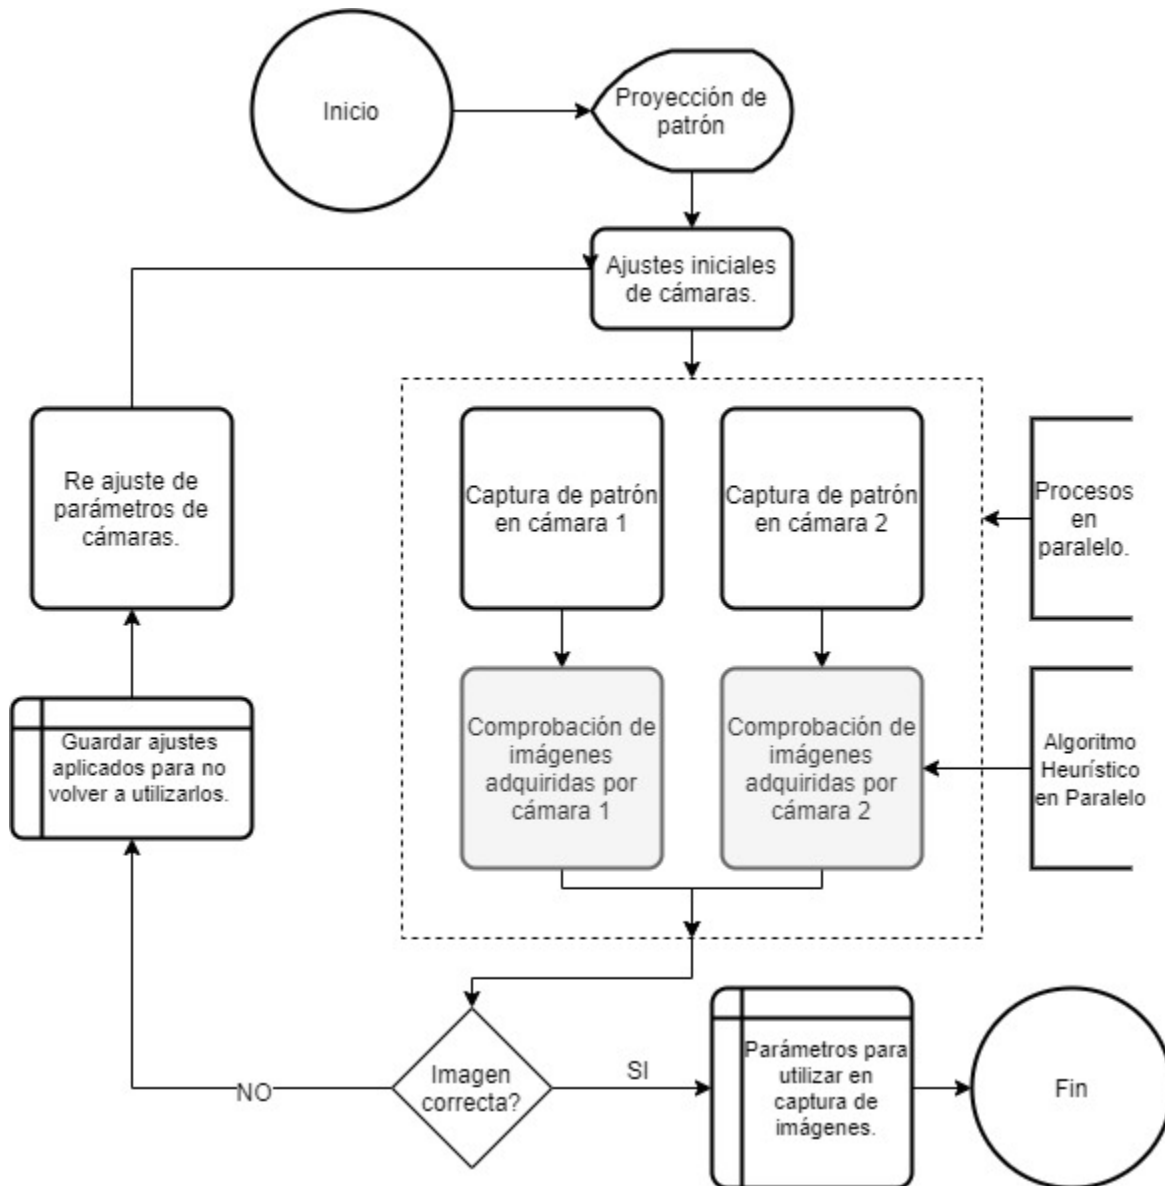 Inicio
Proyección de
patrón
Ajustes iniciales
de cámaras.
Re ajuste de
parámetros de
cámaras.
Captura de patrón
en cámara 1
Captura de patrón
en cámara 2
Procesos
en
paralelo.
Guardar ajustes
aplicados para no
volver a utilizarlos.
Comprobación de
imágenes
adquiridas por
cámara 1
Comprobación de
imágenes
adquiridas por
cámara 2
Algoritmo
Heurístico
en Paralelo
NO
Imagen
correcta?
SI
Parámetros para
utilizar en
captura de
imágenes.
Fin